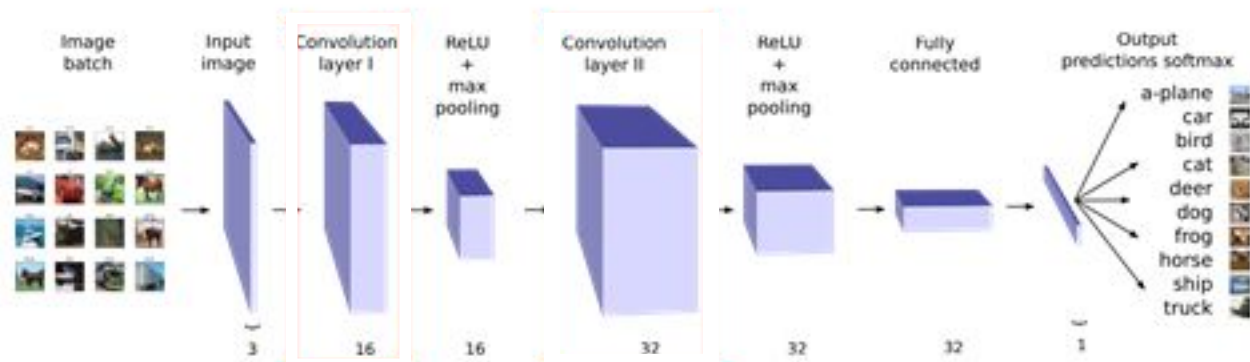 Image
batch
Input
image
Convolution
layer I
ReLU
+
max
pooling
Convolution
layer II
ReLU
+
max
pooling
Fully
connected
Output
predictions softmax
a-plane
car
bird
cat
deer
dog
frog
horse
ship
truck
3
16
16
32
32
32
1